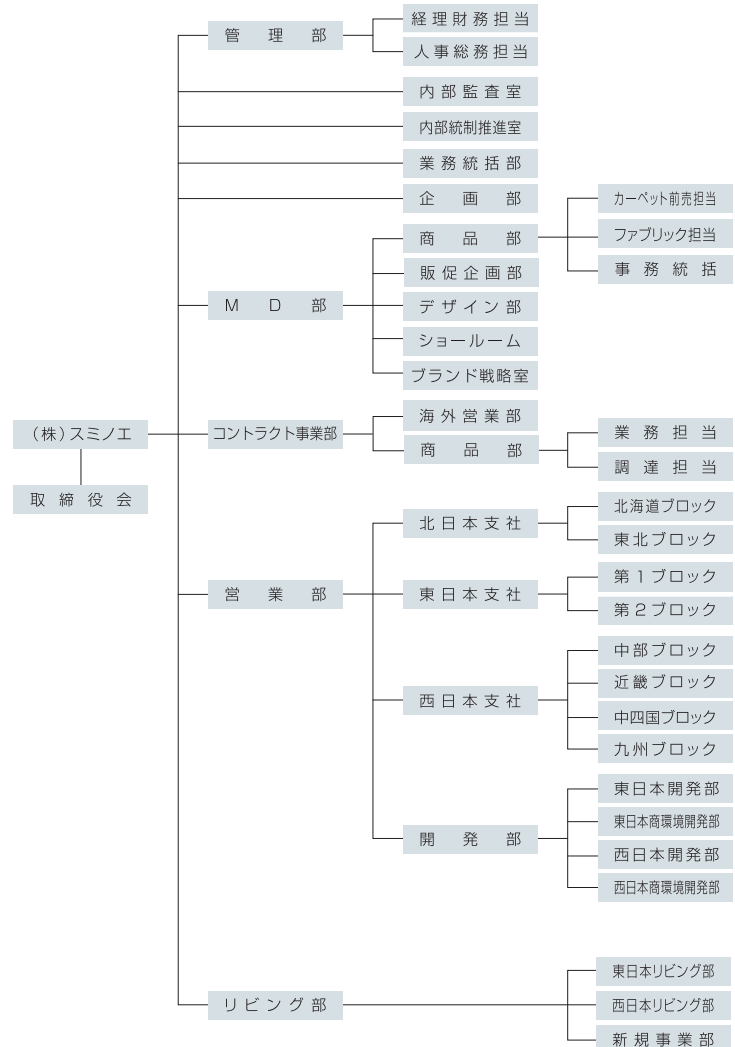 経理財務担当
管理部
人事総務担当
内部監査室
内部統制推進室
業務統括部
企画部
カーペット前売担当
商品部
ファブリック担当
事務統括
販促企画部
MD部
デザイン部
ショールーム
ブランド戦略室
海外営業部
(株)スミノエ
コントラクト事業部
業務担当
商品部
調達担当
取締役会
北海道ブロック
北日本支社
東北ブロック
第1ブロック
営業部
東日本支社
第2ブロック
中部ブロック
近畿ブロック
西日本支社
中四国ブロック
九州ブロック
東日本開発部
東日本商環境開発部
開発部
西日本開発部
西日本商環境開発部
東日本リビング部
リビング部
西日本リビング部
新規事業部